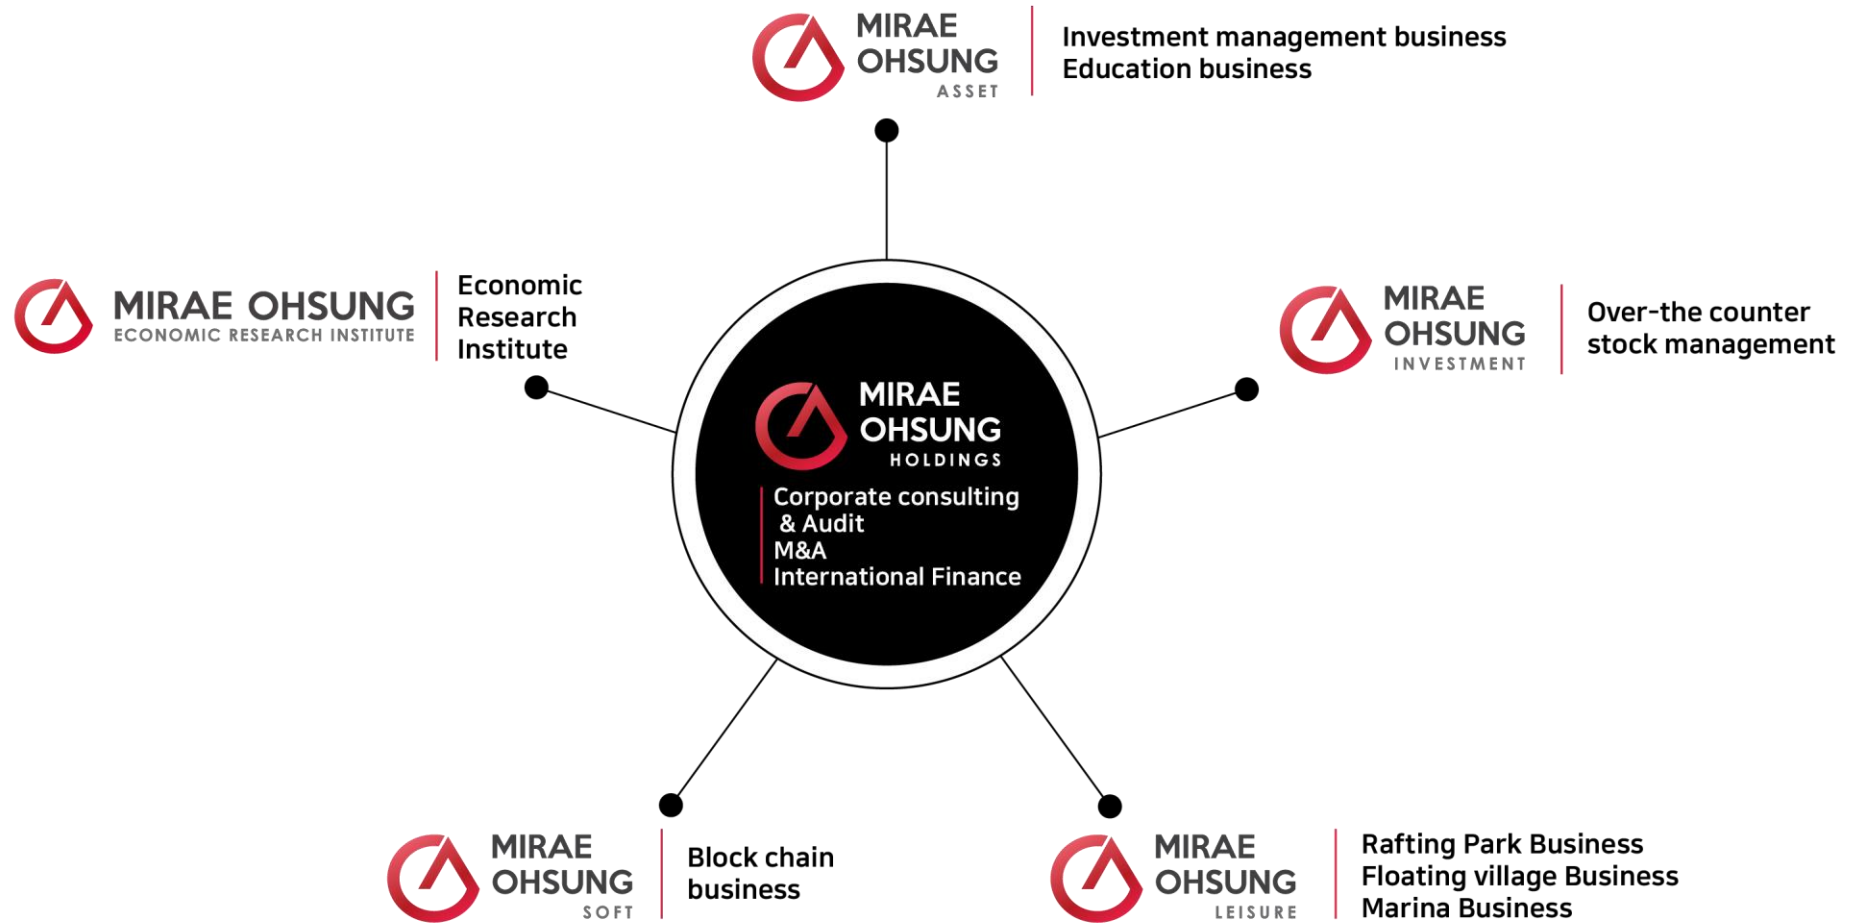 MIRAE
OHSUNG
ASSET
Investment management business
Education business
MIRAE OHSUNG
ECONOMIC RESEARCH INSTITUTE
Economic
Research
Institute
MIRAE
OHSUNG
INVESTMENT
Over-the counter
stock management
MIRAE
OHSUNG
HOLDINGS
Corporate consulting
& Audit
M&A
International Finance
MIRAE
OHSUNG
SOFT
Block chain
business
MIRAE
OHSUNG
LEISURE
Rafting Park Business
Floating village Business
Marina Business